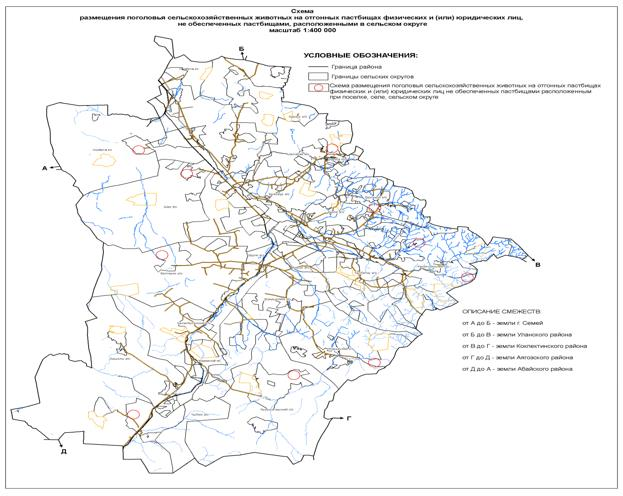 Схема
размещения поголовья сельскохозяйственных животных на отгонных пастбищах физических и (или) юридических лиц,
не обеспеченных пастбищами, расположенными в сельском округе
масштаб 1:400 000
УСЛОВНЫЕ ОБОЗНАЧЕНИЯ:
Граница района
Границы сельских округов
Схема размещения поголовья сельскохозяйственных животных на отгонных пастбищах
физических и (или) юридических лиц не обеспеченных пастбищами расположенным
при поселке, селе, сельском округе
Б
А
В
ОПИСАНИЕ СМЕЖЕСТВ:
от А до Б - земли г. Семей
от Б до В - земли Уланского района
от В до Г - земли Кокпектинского района
от Г до Д - земли Аягозского района
от Д до А - земли Абайского района
Г
Д